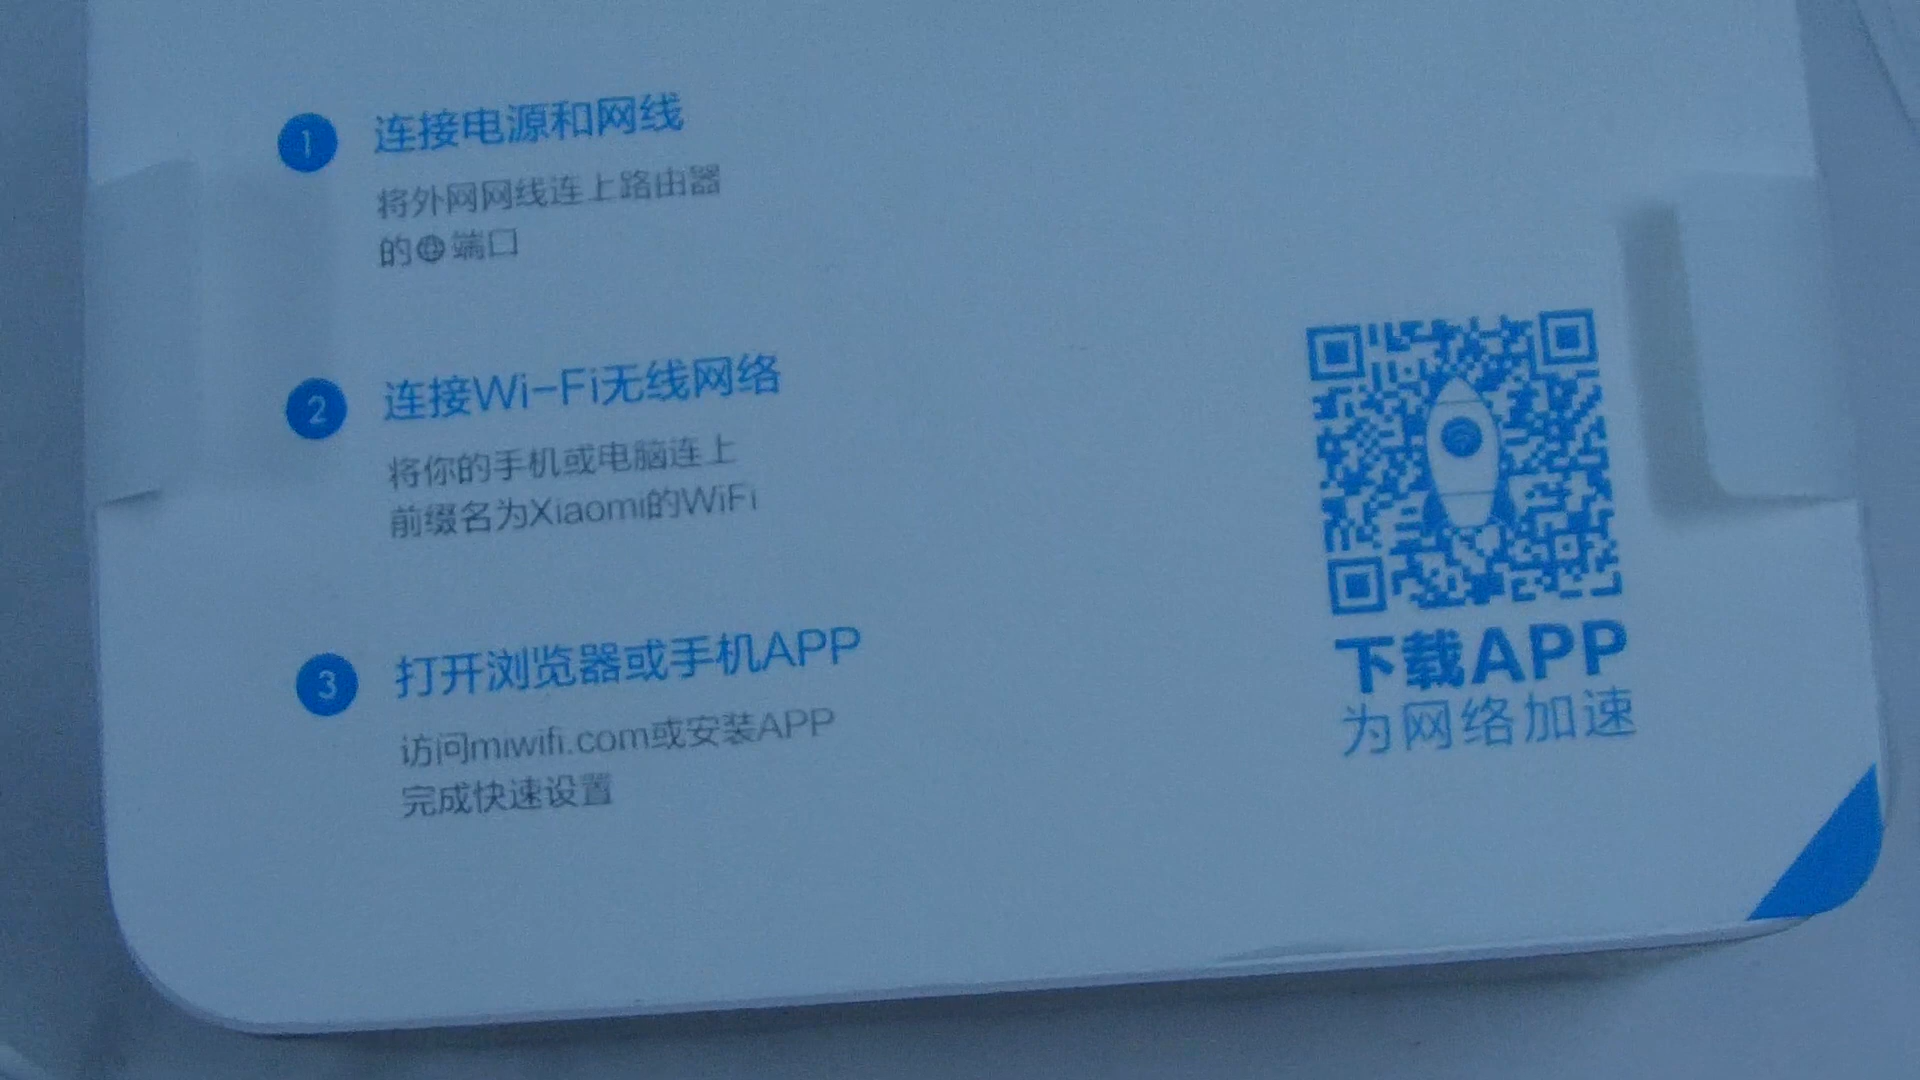 1 连接电源和网线
将外网网线连上路由器
的端口
2 连接Wi-Fi无线网络
将你的手机或电脑连上
前缀名为Xiaomi的WiFi
3 打开浏览器或手机APP
访问miwifi.com或安装APP
完成快速设置
下载APP
为网络加速